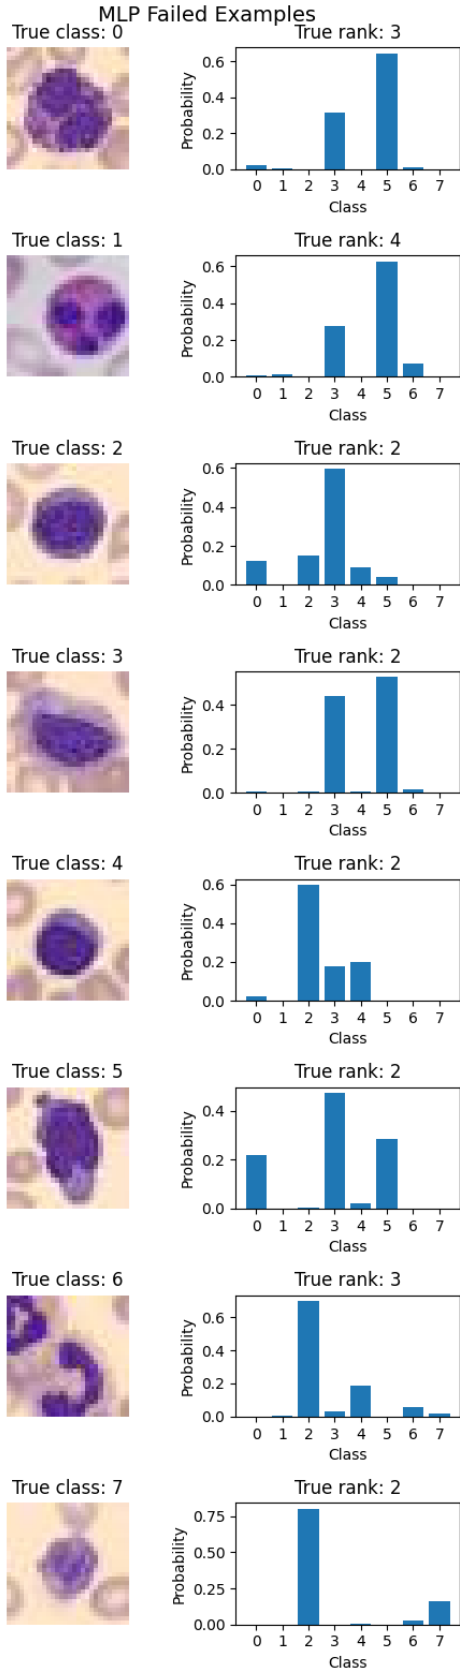 MLP Failed Examples
True class: 0
True rank: 3
Probability
0.6
0.4
0.2
0.0
0 1 2 3 4 5 6 7
Class
True class: 1
True rank: 4
Probability
0.6
0.4
0.2
0.0
0 1 2 3 4 5 6 7
Class
True class: 2
True rank: 2
Probability
0.6
0.4
0.2
0.0
0 1 2 3 4 5 6 7
Class
True class: 3
True rank: 2
Probability
0.4
0.2
0.0
0 1 2 3 4 5 6 7
Class
True class: 4
True rank: 2
Probability
0.6
0.4
0.2
0.0
0 1 2 3 4 5 6 7
Class
True class: 5
True rank: 2
Probability
0.4
0.2
0.0
0 1 2 3 4 5 6 7
Class
True class: 6
True rank: 3
Probability
0.6
0.4
0.2
0.0
0 1 2 3 4 5 6 7
Class
True class: 7
True rank: 2
Probability
0.75
0.50
0.25
0.00
0 1 2 3 4 5 6 7
Class